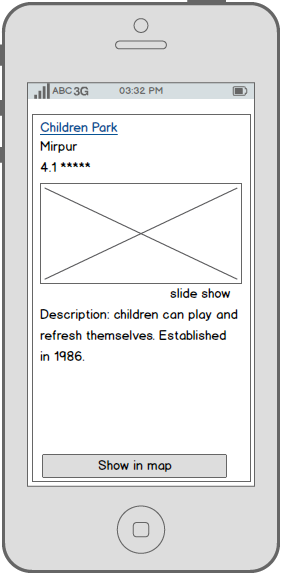 ABC 3G 03:32 PM
Children Park
Mirpur
4.1 *****
slide show
Description: children can play and
refresh themselves. Established
in 1986.
Show in map